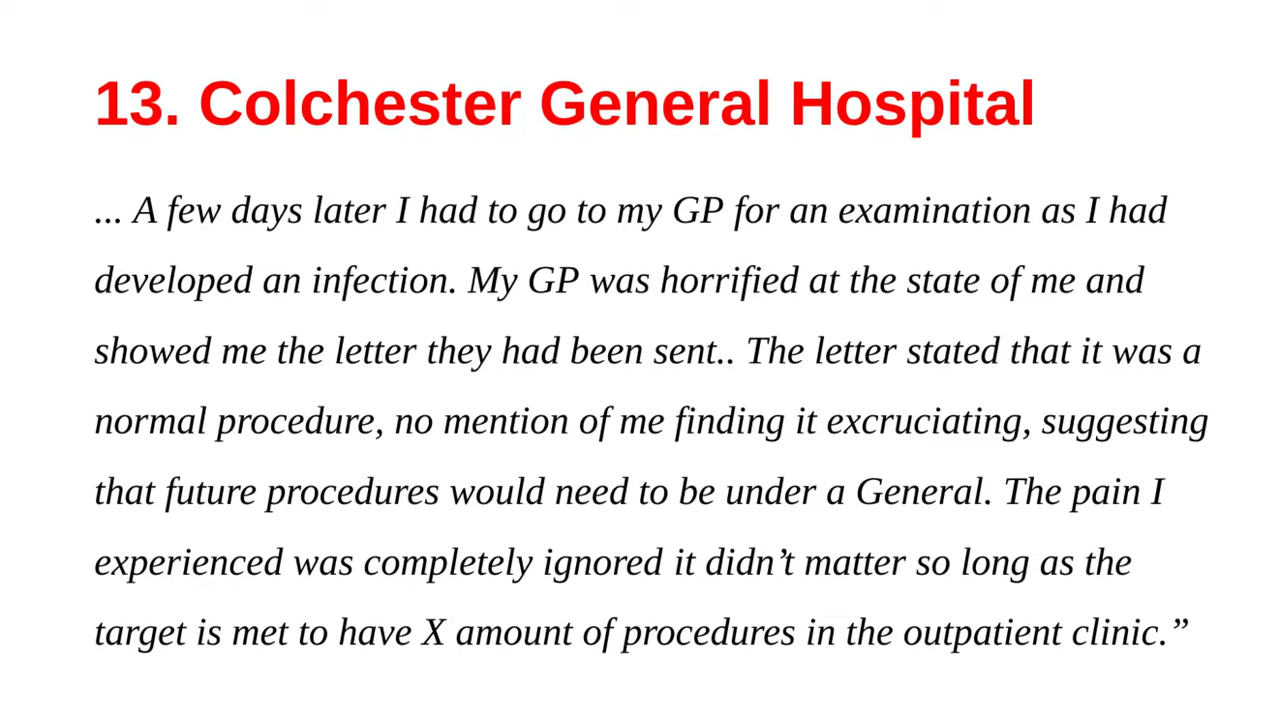 13. Colchester General Hospital
... A few days later I had to go to my GP for an examination as I had
developed an infection. My GP was horrified at the state of me and
showed me the letter they had been sent.. The letter stated that it was a
normal procedure, no mention of me finding it excruciating, suggesting
that future procedures would need to be under a General. The pain I
experienced was completely ignored it didn’t matter so long as the
target is met to have X amount of procedures in the outpatient clinic.”